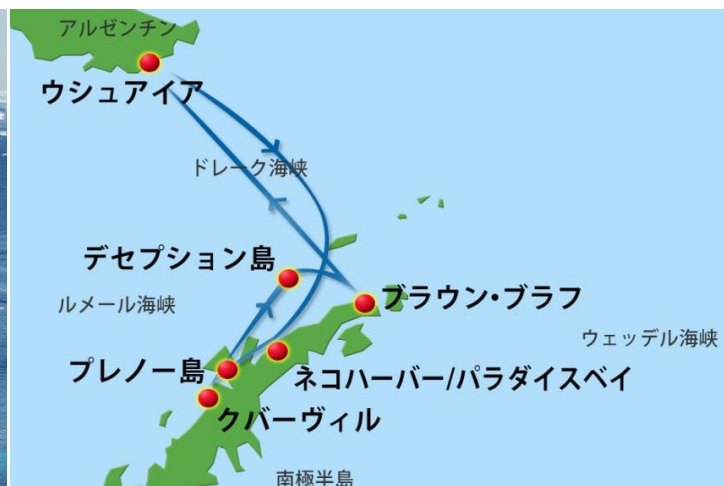 アルゼンチン
ウシュアイア
ドレーク海峡
デセプション島
ルメール海峡
ブラウン・ブラフ
ウェッデル海峡
プレノー島
ネコハーバー/パラダイスベイ
クバーヴィル
南極半島